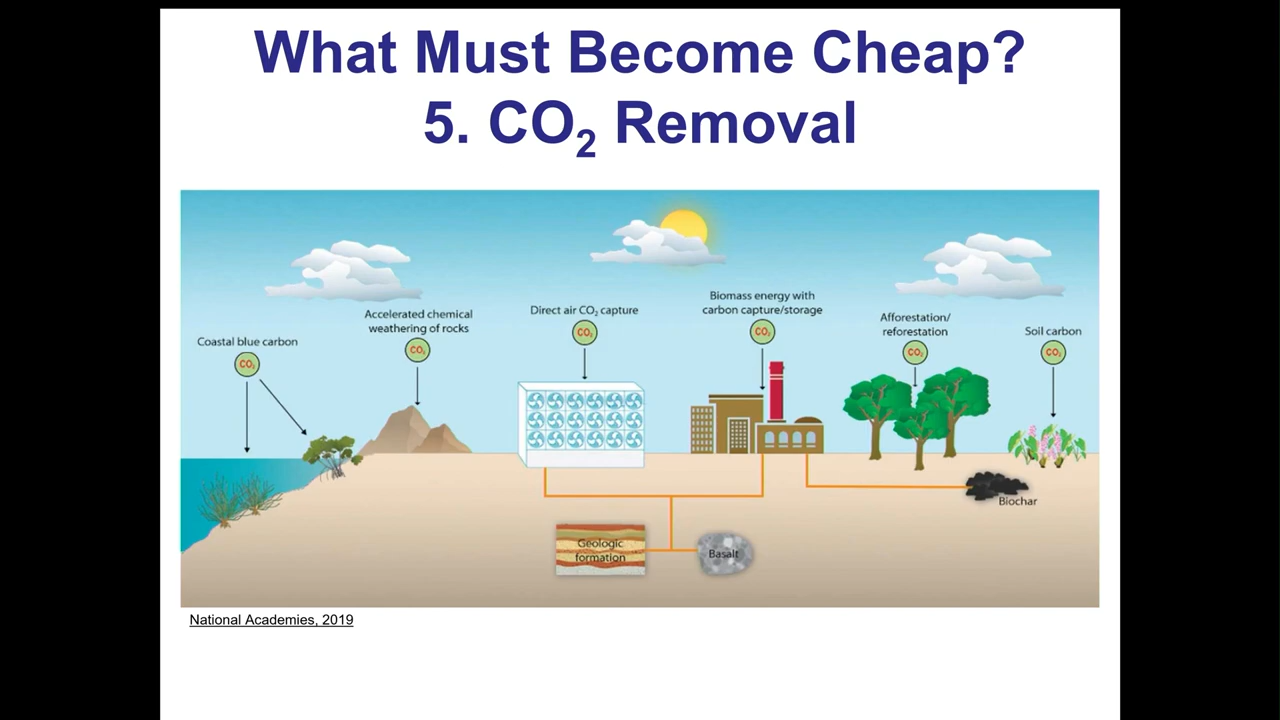 What Must Become Cheap?
5. CO₂ Removal
Coastal blue carbon
CO₂
Accelerated chemical
weathering of rocks
CO₂
Direct air CO₂ capture
CO₂
Biomass energy with
carbon capture/storage
CO₂
Afforestation/
reforestation
CO₂
Soil carbon
CO₂
Biochar
Geologic
formation
Basalt
National Academies, 2019